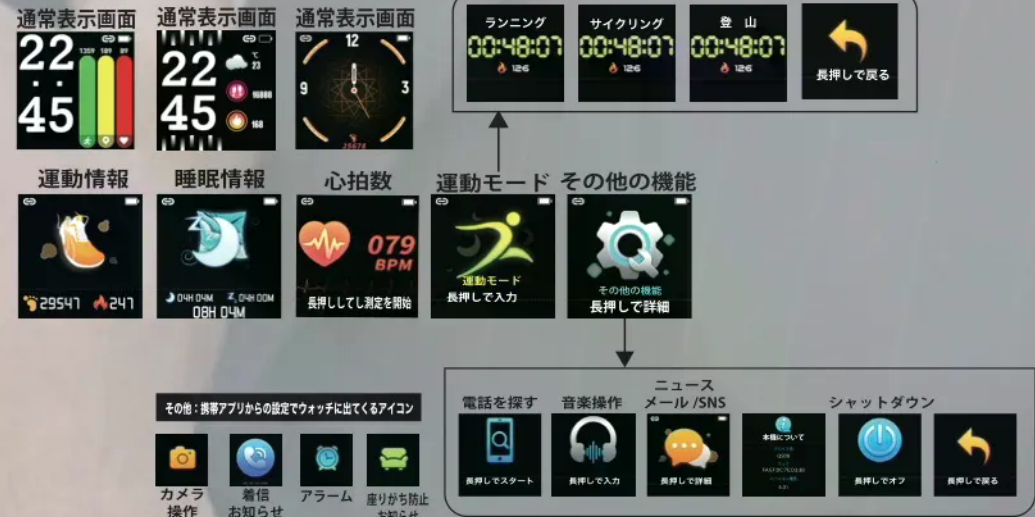 通常表示画面
通常表示画面
通常表示画面
22
45
1359 189 89
22
45
℃
23
16888
168
12
9
3
25678
ランニング
00:48:07
126
サイクリング
00:48:07
126
登 山
00:48:07
126
長押しで戻る
運動情報
睡眠情報
心拍数
運動モード
その他の機能
29547
247
04H 04M
04H 00M
08H 04M
079
BPM
長押ししてし測定を開始
運動モード
長押しで入力
その他の機能
長押しで詳細
その他：携帯アプリからの設定でウォッチに出てくるアイコン
カメラ
操作
着信
お知らせ
アラーム
座りがち防止
お知らせ
電話を探す
音楽操作
ニュース
メール /SNS
シャットダウン
長押しでスタート
長押しで入力
長押しで詳細
本機について
長押しでオフ
長押しで戻る